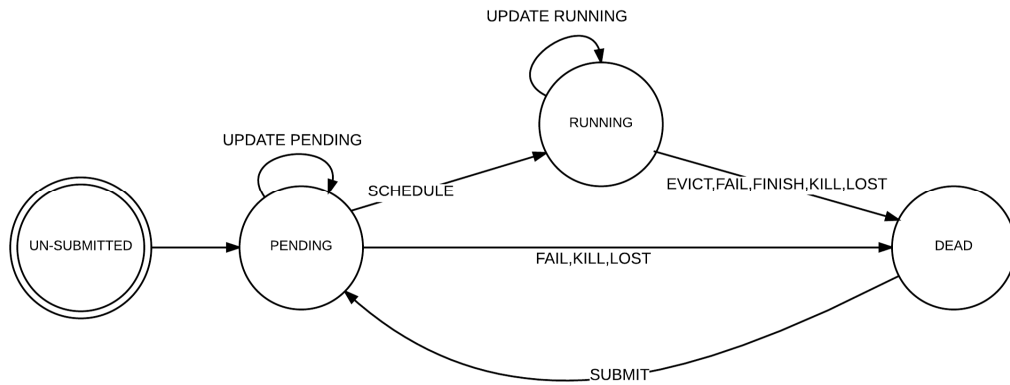 UPDATE RUNNING
RUNNING
UPDATE PENDING
SCHEDULE
EVICT,FAIL,FINISH,KILL,LOST
UN-SUBMITTED
PENDING
DEAD
FAIL,KILL,LOST
SUBMIT